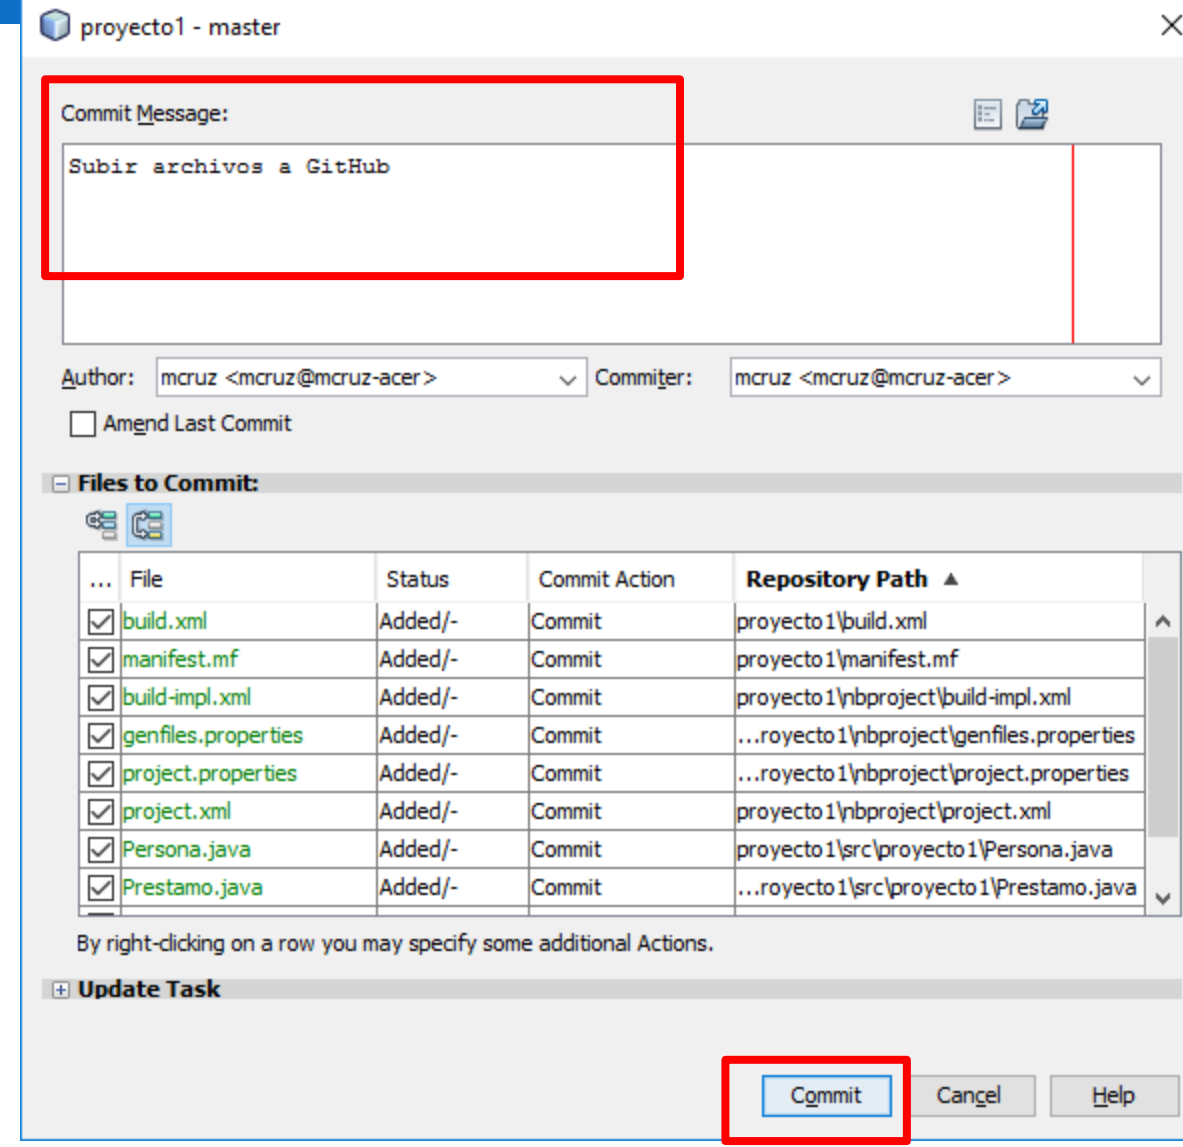 proyecto1 - master
Commit Message:
Subir archivos a GitHub
Author: mcruz <mcruz@mcruz-acer> Commiter: mcruz <mcruz@mcruz-acer>
Amend Last Commit
Files to Commit:
... File Status Commit Action Repository Path
build.xml Added/- Commit proyecto1\build.xml
manifest.mf Added/- Commit proyecto1\manifest.mf
build-impl.xml Added/- Commit proyecto1\nbproject\build-impl.xml
genfiles.properties Added/- Commit ...royecto1\nbproject\genfiles.properties
project.properties Added/- Commit ...royecto1\nbproject\project.properties
project.xml Added/- Commit proyecto1\nbproject\project.xml
Persona.java Added/- Commit proyecto1\src\proyecto1\Persona.java
Prestamo.java Added/- Commit ...royecto1\src\proyecto1\Prestamo.java
By right-clicking on a row you may specify some additional Actions.
Update Task
Commit Cancel Help